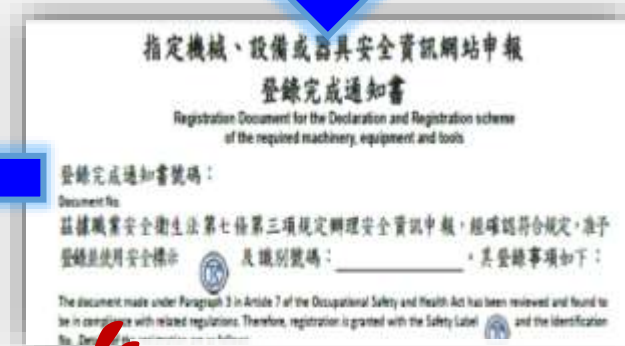 指定機械、設備或器具安全資訊網站申報
登錄完成通知書
Registration Document for the Declaration and Registration scheme
of the required machinery, equipment and tools
登錄完成通知書號碼：
Document No.
茲據職業安全衛生法第七條第三項規定辦理安全資訊申報，經確認符合規定，准予
登錄並使用安全標示 及識別號碼：＿＿＿＿＿＿，其登錄事項如下：
The document made under Paragraph 3 in Article 7 of the Occupational Safety and Health Act has been reviewed and found to
be in compliance with related regulations. Therefore, registration is granted with the Safety Label and the Identification
No.